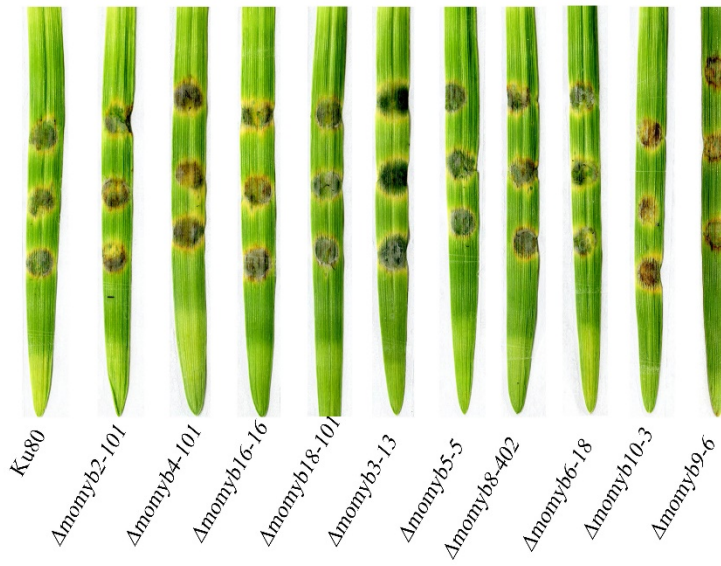 Ku80
Δmomyb2-101
Δmomyb4-101
Δmomyb16-16
Δmomyb18-101
Δmomyb3-13
Δmomyb5-5
Δmomyb8-402
Δmomyb6-18
Δmomyb10-3
Δmomyb9-6